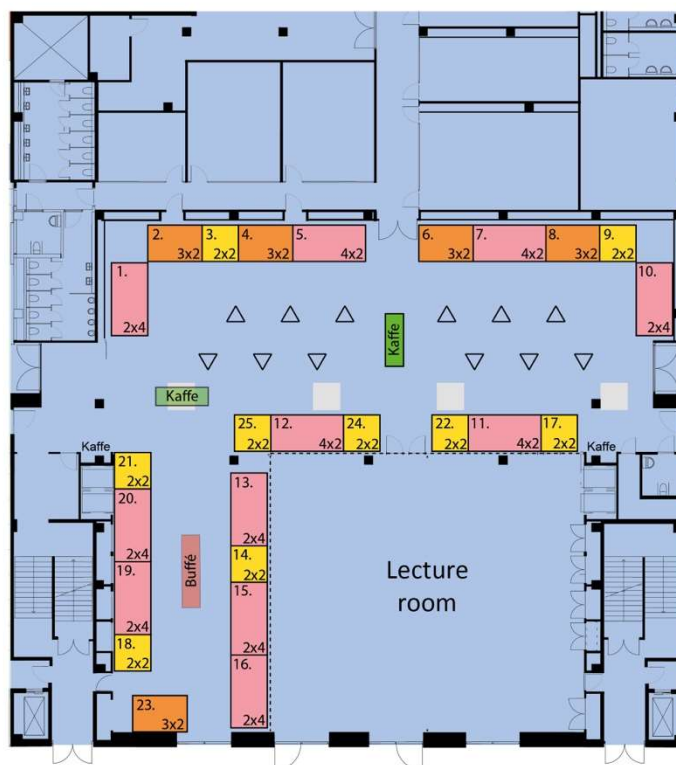 2.
3x2
3.
2x2
4.
3x2
5.
4x2
6.
3x2
7.
4x2
8.
3x2
9.
2x2
1.
2x4
10.
2x4
Kaffe
Kaffe
25.
2x2
12.
4x2
24.
2x2
22.
2x2
11.
4x2
17.
2x2
Kaffe
Kaffe
21.
2x2
20.
2x4
19.
2x4
18.
2x2
23.
3x2
Buffé
13.
2x4
14.
2x2
15.
2x4
16.
2x4
Lecture
room